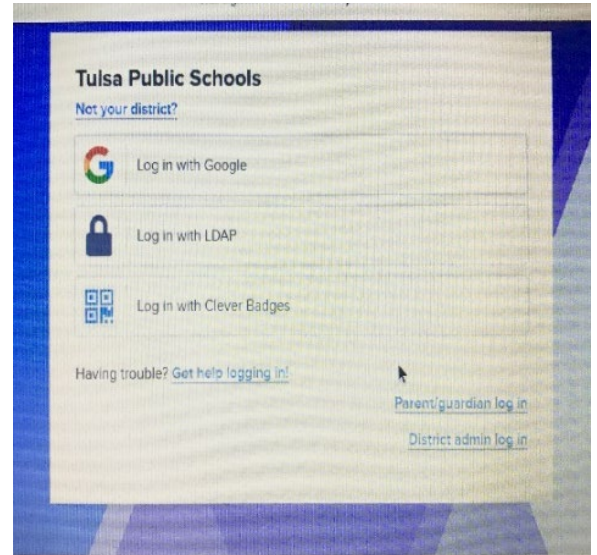 Tulsa Public Schools
Not your district?
Log in with Google
Log in with LDAP
Log in with Clever Badges
Having trouble? Get help logging in!
Parent/guardian log in
District admin log in